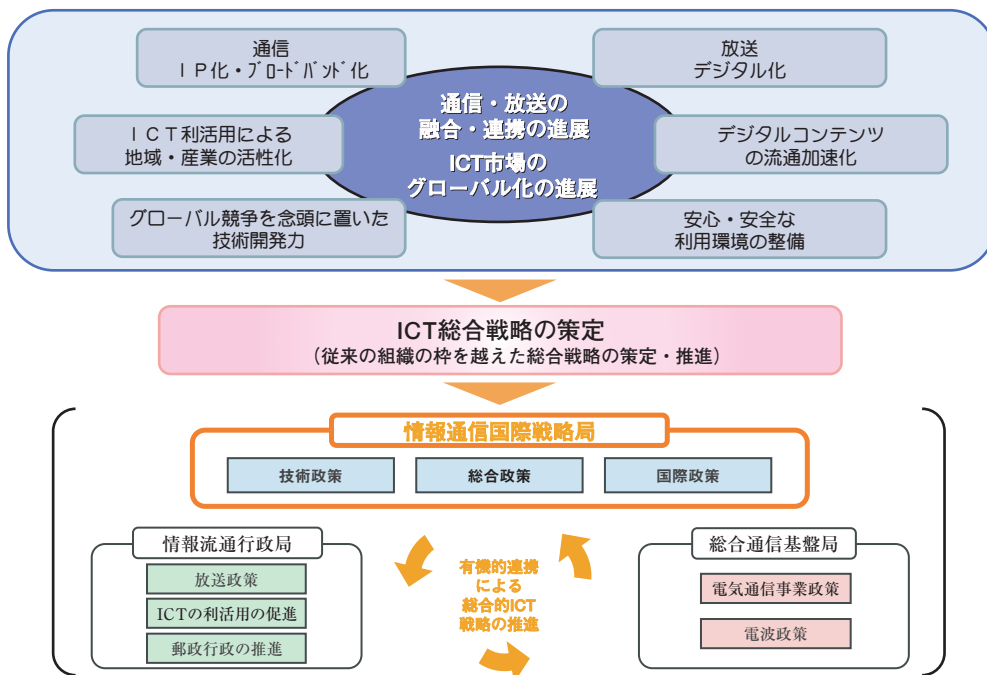 通信
ＩＰ化・ﾌﾞﾛｰﾄﾞﾊﾞﾝﾄﾞ化
放送
デジタル化
通信・放送の
融合・連携の進展
ICT市場の
グローバル化の進展
ＩＣＴ利活用による
地域・産業の活性化
デジタルコンテンツ
の流通加速化
グローバル競争を念頭に置いた
技術開発力
安心・安全な
利用環境の整備
ICT総合戦略の策定
（従来の組織の枠を越えた総合戦略の策定・推進）
情報通信国際戦略局
技術政策
総合政策
国際政策
情報流通行政局
放送政策
ICTの利活用の促進
郵政行政の推進
有機的連携
による
総合的ICT
戦略の推進
総合通信基盤局
電気通信事業政策
電波政策